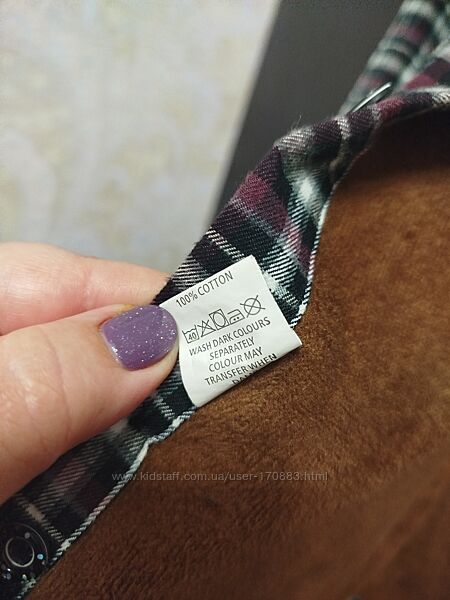 100% COTTON
40
WASH DARK COLOURS
SEPARATELY
COLOUR MAY
TRANSFER WHEN
www.kidstaff.com.ua/user-170883.html